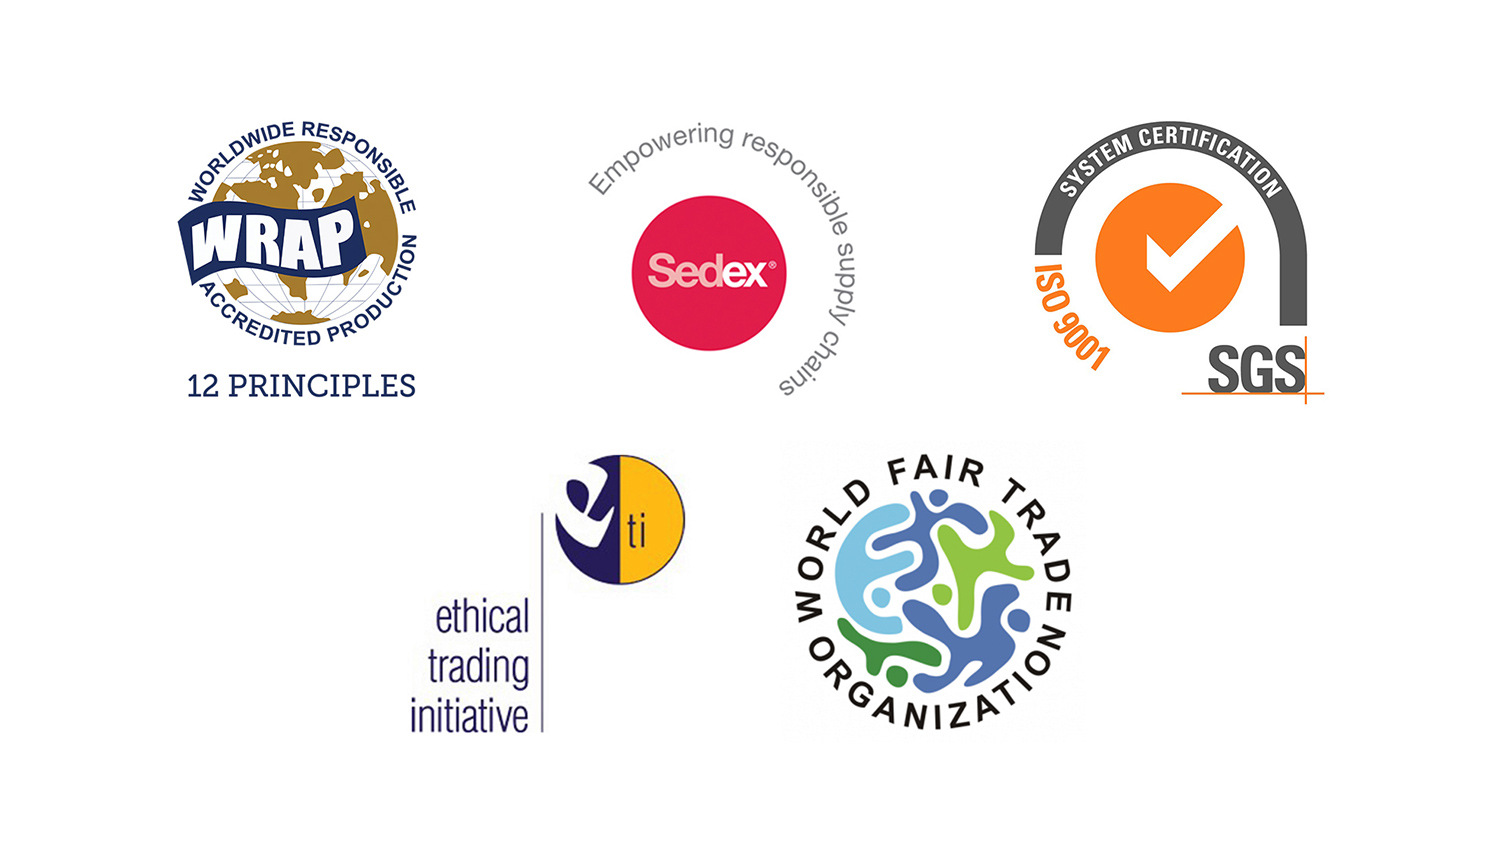 WORLDWIDE RESPONSIBLE
WRAP
ACCREDITED PRODUCTION
12 PRINCIPLES
Empowering responsible supply chains
Sedex®
SYSTEM CERTIFICATION
ISO 9001
SGS
e
ti
ethical
trading
initiative
WORLD FAIR TRADE
ORGANIZATION